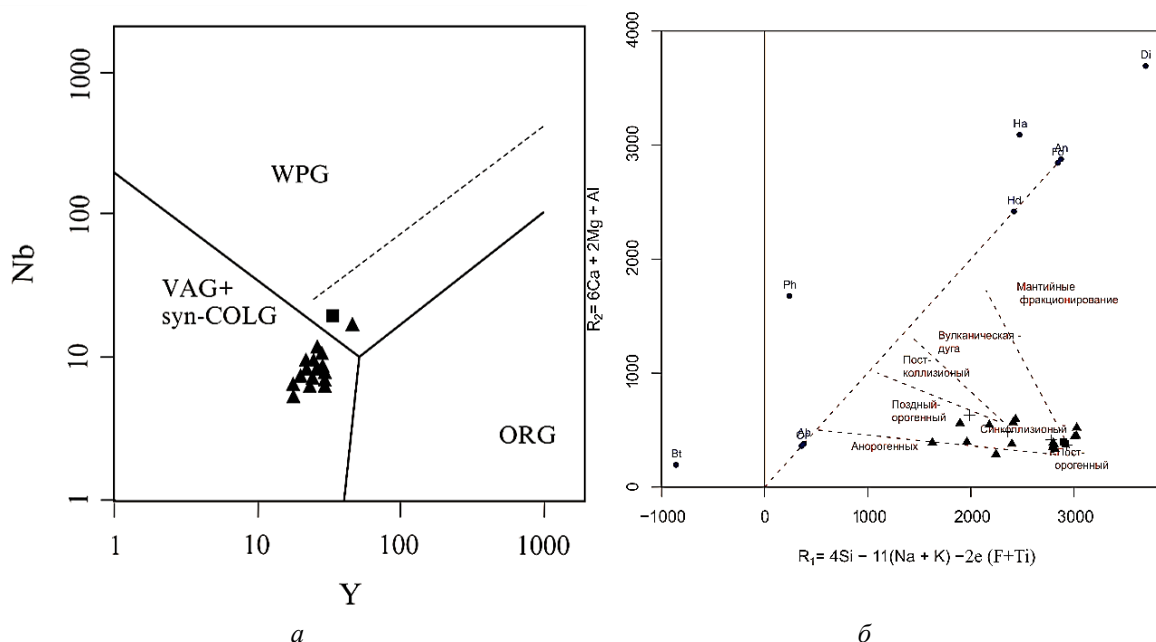 1000
100
10
1
Nb
WPG
VAG+
syn-COLG
ORG
1
10
100
1000
Y
а
4000
3000
2000
1000
0
R₂= 6Ca + 2Mg + Al
Di
Ha
An
Hd
Ph
Мантийные
фракционирование
Вулканическая -
дуга
Пост-
коллизионый
Поздный-
орогенный
Синколлизионый
Анорогенных
Пост-
орогенный
Bt
−1000
0
1000
2000
3000
R₁= 4Si − 11(Na + K) −2e (F+Ti)
б